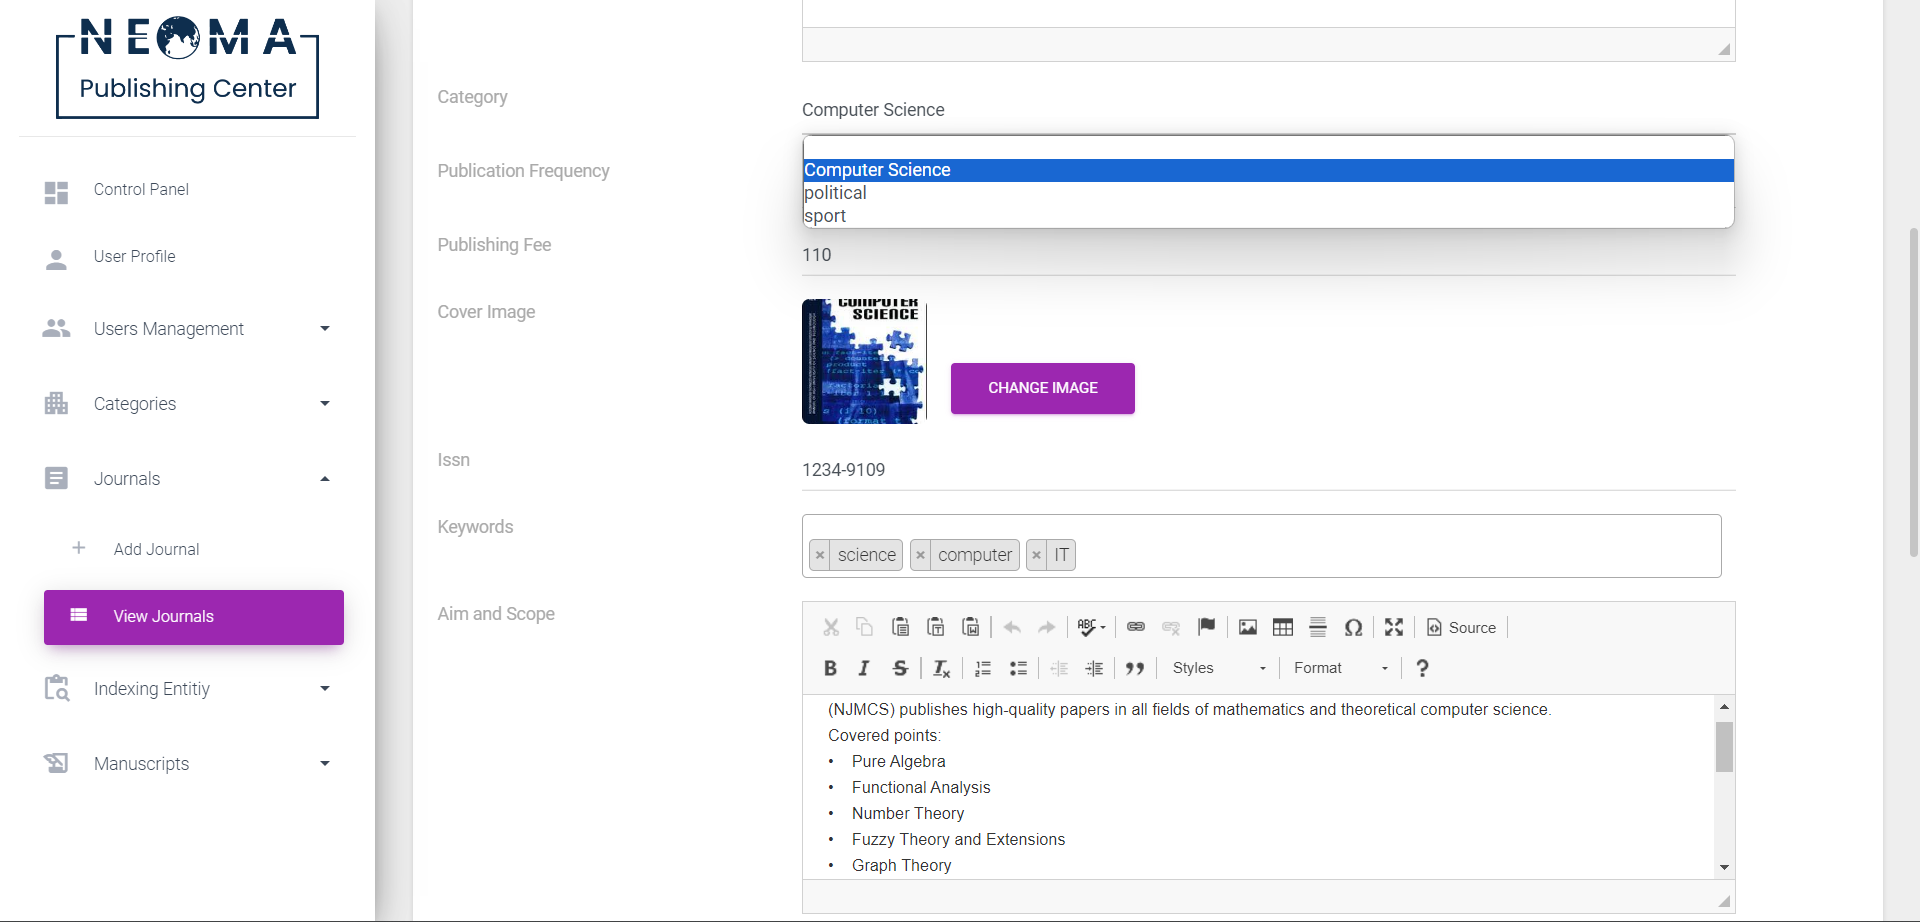 NEOMA
Publishing Center
Control Panel
User Profile
Users Management
Categories
Journals
Add Journal
View Journals
Indexing Entitiy
Manuscripts
Category
Computer Science
Computer Science
political
sport
Publication Frequency
Publishing Fee
110
Cover Image
COMPUTER
SCIENCE
CHANGE IMAGE
Issn
1234-9109
Keywords
× science × computer × IT
Aim and Scope
ABC
Source
B I S Tx
Styles
Format
?
(NJMCS) publishes high-quality papers in all fields of mathematics and theoretical computer science.
Covered points:
• Pure Algebra
• Functional Analysis
• Number Theory
• Fuzzy Theory and Extensions
• Graph Theory